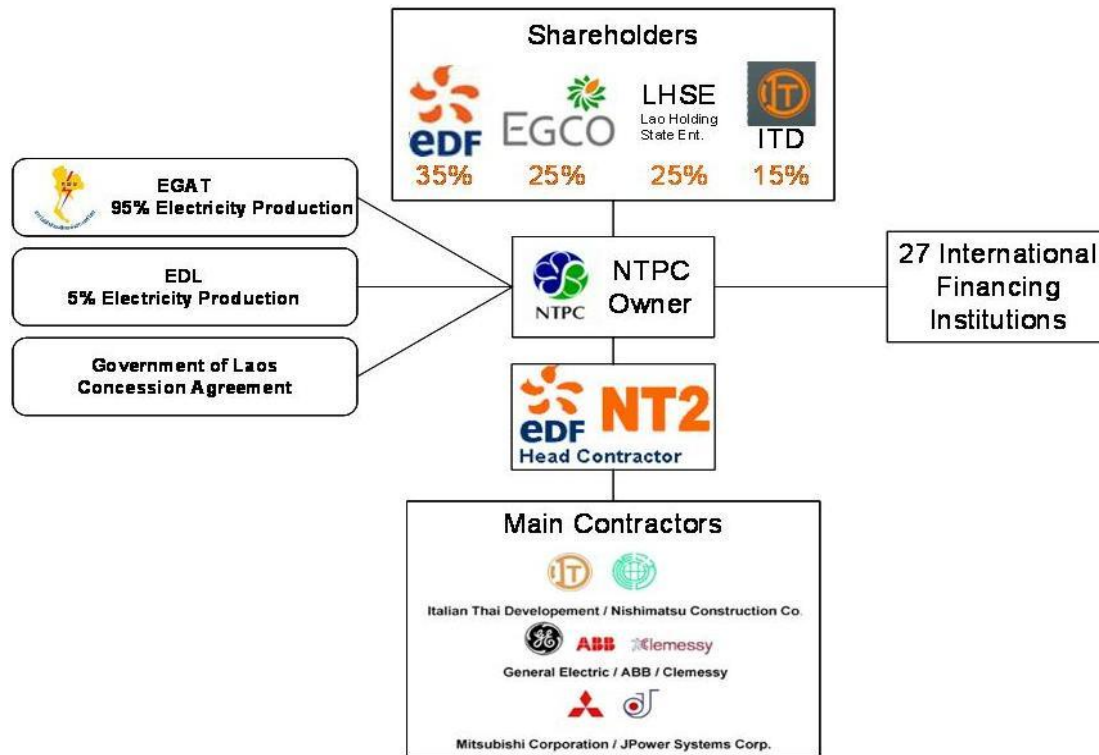 Shareholders
eDF
EGCO
LHSE
Lao Holding
State Ent.
ITD
35%
25%
25%
15%
EGAT
95% Electricity Production
EDL
5% Electricity Production
Government of Laos
Concession Agreement
NTPC
NTPC
Owner
27 International
Financing
Institutions
eDF NT2
Head Contractor
Main Contractors
Italian Thai Developement / Nishimatsu Construction Co.
GE ABB Clemessy
General Electric / ABB / Clemessy
Mitsubishi Corporation / JPower Systems Corp.